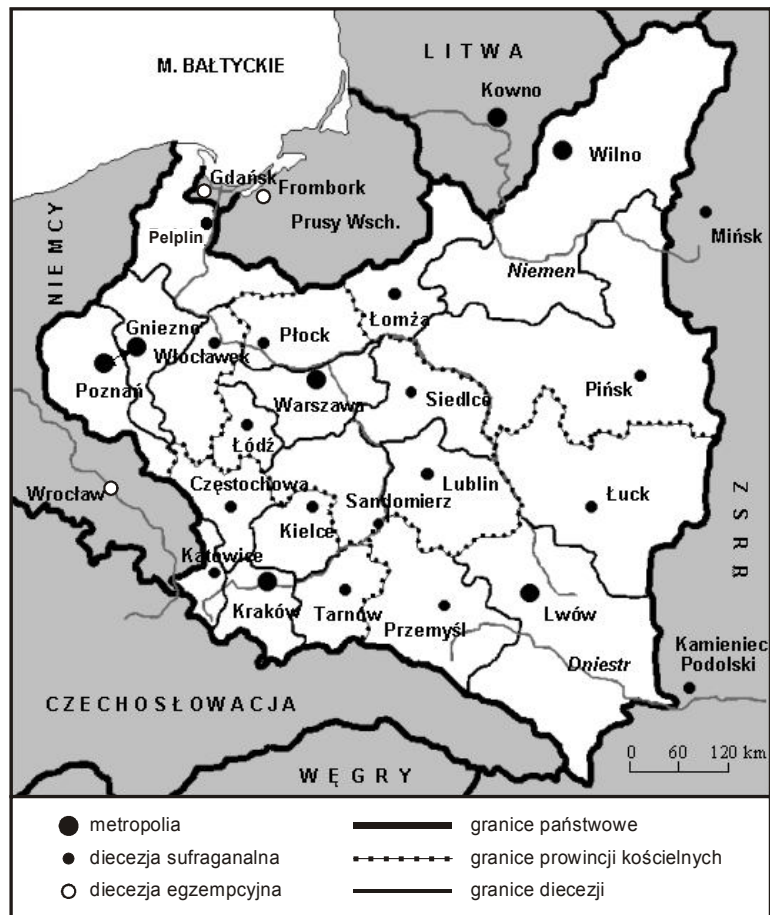 LITWA
M. BAŁTYCKIE
Kowno
Wilno
Gdańsk
Frombork
Prusy Wsch.
Mińsk
Pelplin
NIEMCY
Niemen
Łomża
Gniezno
Płock
Włocławek
Poznań
Warszawa
Siedlce
Pińsk
Łódź
Wrocław
Częstochowa
Lublin
Sandomierz
Łuck
Kielce
ZSRR
Katowice
Kraków
Tarnów
Lwów
Przemyśl
Kamieniec
Podolski
Dniestr
CZECHOSŁOWACJA
0 60 120 km
WĘGRY
metropolia
granice państwowe
diecezja sufraganalna
granice prowincji kościelnych
diecezja egzempcyjna
granice diecezji